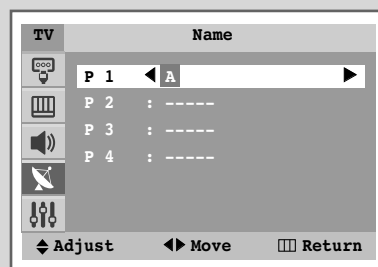 TV Name
P 1 A
P 2 : -----
P 3 : -----
P 4 : -----
Adjust Move Return